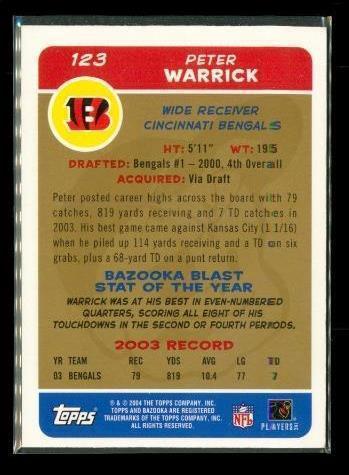 123
PETER
WARRICK
B
WIDE RECEIVER
CINCINNATI BENGALS
HT: 5'11" WT: 195
DRAFTED: Bengals #1 – 2000, 4th Overall
ACQUIRED: Via Draft
Peter posted career highs across the board with 79
catches, 819 yards receiving and 7 TD catches in
2003. His best game came against Kansas City (11/16)
when he piled up 114 yards receiving and a TD on six
grabs, plus a 68-yard TD on a punt return.
BAZOOKA BLAST
STAT OF THE YEAR
WARRICK WAS AT HIS BEST IN EVEN-NUMBERED
QUARTERS, SCORING ALL EIGHT OF HIS
TOUCHDOWNS IN THE SECOND OR FOURTH PERIODS.
2003 RECORD
YR TEAM REC YDS AVG LG TD
03 BENGALS 79 819 10.4 77 7
Topps
® & © 2004 THE TOPPS COMPANY, INC.
TOPPS AND BAZOOKA ARE REGISTERED
TRADEMARKS OF THE TOPPS COMPANY, INC.
ALL RIGHTS RESERVED.
NFL
PLAYERS